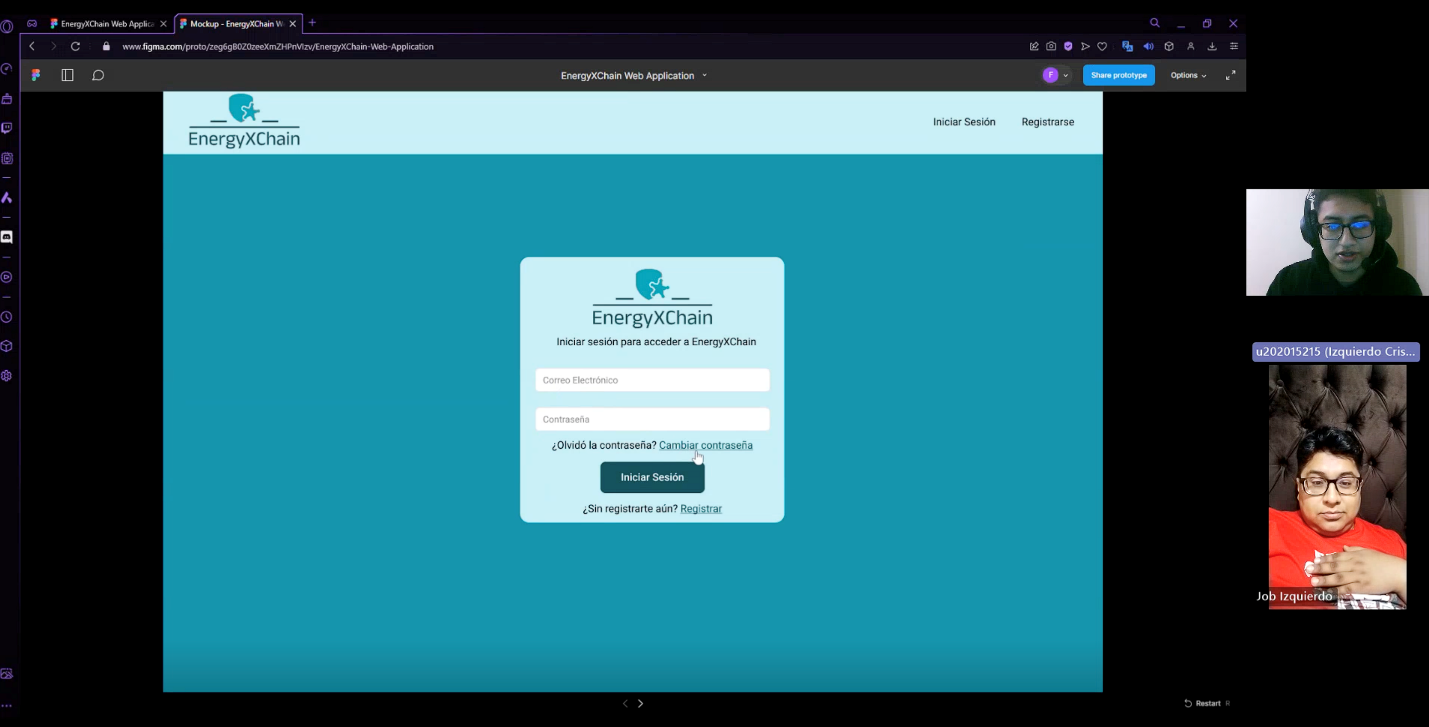 EnergyXChain Web Applica
Mockup - EnergyXChain W
www.figma.com/proto/zeg6gB0Z0zeeXmZHPnVIzv/EnergyXChain-Web-Application
EnergyXChain Web Application
F
Share prototype
Options
EnergyXChain
Iniciar Sesión
Registrarse
EnergyXChain
Iniciar sesión para acceder a EnergyXChain
Correo Electrónico
Contraseña
¿Olvidó la contraseña? Cambiar contraseña
Iniciar Sesión
¿Sin registrarte aún? Registrar
Restart R
u202015215 (Izquierdo Cris...
Job Izquierdo